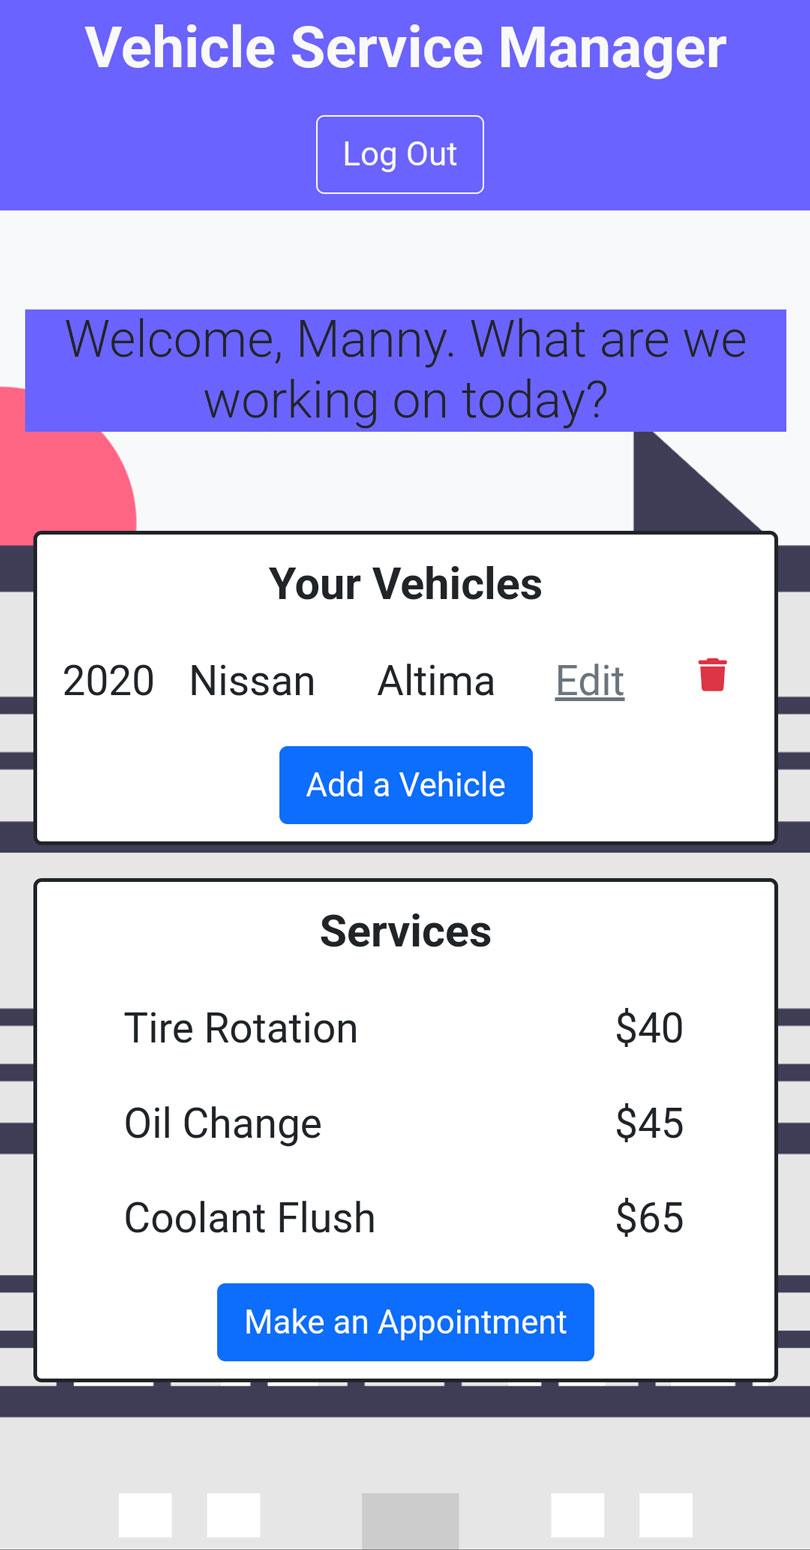 Vehicle Service Manager
Log Out
Welcome, Manny. What are we
working on today?
Your Vehicles
2020 Nissan Altima Edit
Add a Vehicle
Services
Tire Rotation $40
Oil Change $45
Coolant Flush $65
Make an Appointment